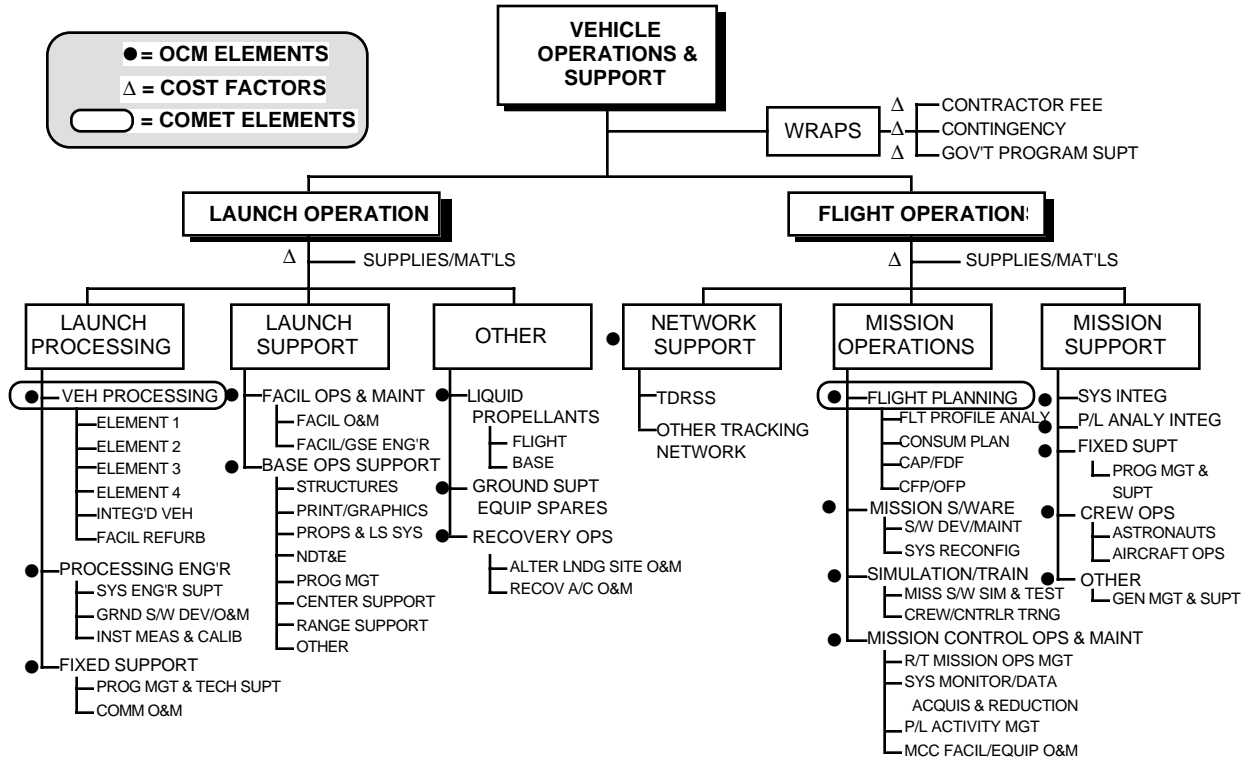 ● = OCM ELEMENTS
Δ = COST FACTORS
= COMET ELEMENTS
VEHICLE
OPERATIONS &
SUPPORT
WRAPS
Δ CONTRACTOR FEE
Δ CONTINGENCY
Δ GOV'T PROGRAM SUPT
LAUNCH OPERATION
Δ SUPPLIES/MAT'LS
FLIGHT OPERATION
Δ SUPPLIES/MAT'LS
LAUNCH
PROCESSING
● VEH PROCESSING
ELEMENT 1
ELEMENT 2
ELEMENT 3
ELEMENT 4
INTEG'D VEH
FACIL REFURB
● PROCESSING ENG'R
SYS ENG'R SUPT
GRND S/W DEV/O&M
INST MEAS & CALIB
● FIXED SUPPORT
PROG MGT & TECH SUPT
COMM O&M
LAUNCH
SUPPORT
● FACIL OPS & MAINT
FACIL O&M
FACIL/GSE ENG'R
● BASE OPS SUPPORT
STRUCTURES
PRINT/GRAPHICS
PROPS & LS SYS
NDT&E
PROG MGT
CENTER SUPPORT
RANGE SUPPORT
OTHER
OTHER
● LIQUID
PROPELLANTS
FLIGHT
BASE
● GROUND SUPT
EQUIP SPARES
● RECOVERY OPS
ALTER LNDG SITE O&M
RECOV A/C O&M
● NETWORK
SUPPORT
TDRSS
OTHER TRACKING
NETWORK
MISSION
OPERATIONS
● FLIGHT PLANNING
FLT PROFILE ANALY
CONSUM PLAN
CAP/FDF
CFP/OFP
● MISSION S/WARE
S/W DEV/MAINT
SYS RECONFIG
● SIMULATION/TRAIN
MISS S/W SIM & TEST
CREW/CNTRLR TRNG
● MISSION CONTROL OPS & MAINT
R/T MISSION OPS MGT
SYS MONITOR/DATA
ACQUIS & REDUCTION
P/L ACTIVITY MGT
MCC FACIL/EQUIP O&M
MISSION
SUPPORT
● SYS INTEG
● P/L ANALY INTEG
● FIXED SUPT
PROG MGT &
SUPT
● CREW OPS
ASTRONAUTS
AIRCRAFT OPS
● OTHER
GEN MGT & SUPT